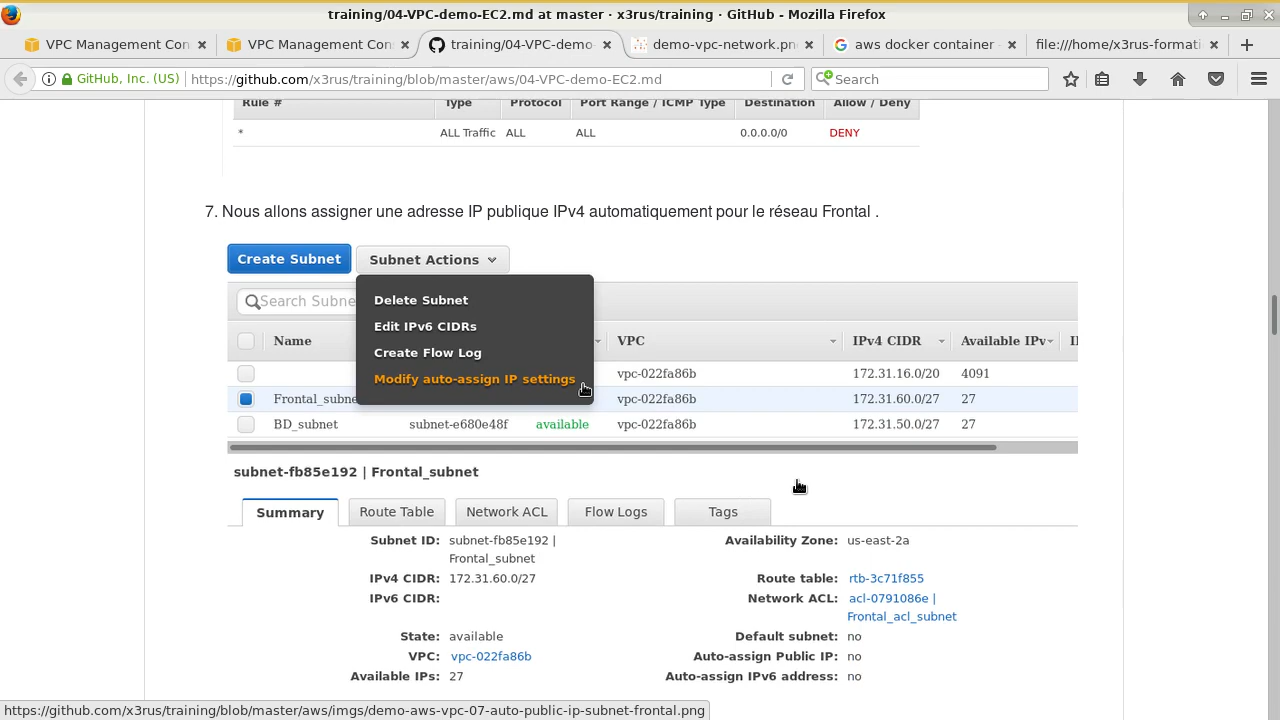 training/04-VPC-demo-EC2.md at master · x3rus/training · GitHub - Mozilla Firefox
VPC Management Con
VPC Management Con
training/04-VPC-demo-
demo-vpc-network.pn
aws docker container -
file:///home/x3rus-formati
GitHub, Inc. (US)
https://github.com/x3rus/training/blob/master/aws/04-VPC-demo-EC2.md
Search
Rule # Type Protocol Port Range / ICMP Type Destination Allow / Deny
* ALL Traffic ALL ALL 0.0.0.0/0 DENY
7. Nous allons assigner une adresse IP publique IPv4 automatiquement pour le réseau Frontal .
Create Subnet Subnet Actions
Search Subne
Delete Subnet
Edit IPv6 CIDRs
Create Flow Log
Modify auto-assign IP settings
Name VPC IPv4 CIDR Available IPv
vpc-022fa86b 172.31.16.0/20 4091
Frontal_subne vpc-022fa86b 172.31.60.0/27 27
BD_subnet subnet-e680e48f available vpc-022fa86b 172.31.50.0/27 27
subnet-fb85e192 | Frontal_subnet
Summary Route Table Network ACL Flow Logs Tags
Subnet ID: subnet-fb85e192 |
Frontal_subnet
Availability Zone: us-east-2a
IPv4 CIDR: 172.31.60.0/27
Route table: rtb-3c71f855
IPv6 CIDR:
Network ACL: acl-0791086e |
Frontal_acl_subnet
State: available
Default subnet: no
VPC: vpc-022fa86b
Auto-assign Public IP: no
Available IPs: 27
Auto-assign IPv6 address: no
https://github.com/x3rus/training/blob/master/aws/imgs/demo-aws-vpc-07-auto-public-ip-subnet-frontal.png